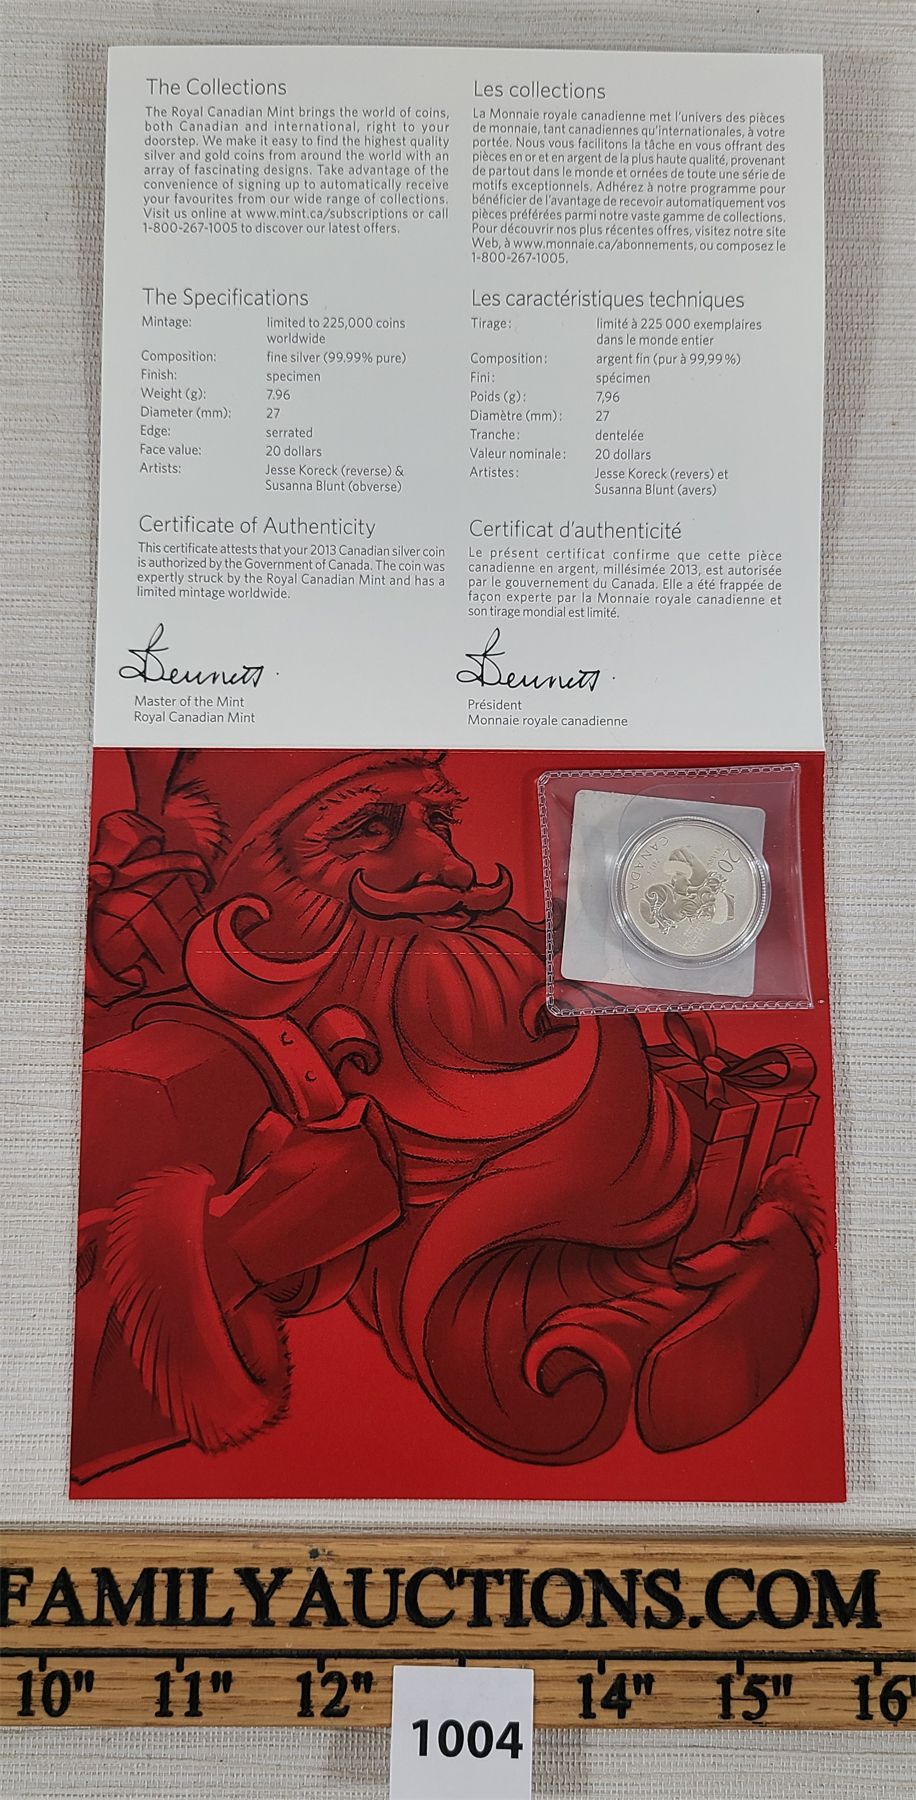 The Collections
The Royal Canadian Mint brings the world of coins,
both Canadian and international, right to your
doorstep. We make it easy to find the highest quality
silver and gold coins from around the world with an
array of fascinating designs. Take advantage of the
convenience of signing up to automatically receive
your favourites from our wide range of collections.
Visit us online at www.mint.ca/subscriptions or call
1-800-267-1005 to discover our latest offers.
Les collections
La Monnaie royale canadienne met l'univers des pièces
de monnaie, tant canadiennes qu'internationales, à votre
portée. Nous vous facilitons la tâche en vous offrant des
pièces en or et en argent de la plus haute qualité, provenant
de partout dans le monde et ornées de toute une série de
motifs exceptionnels. Adhérez à notre programme pour
bénéficier de l'avantage de recevoir automatiquement vos
pièces préférées parmi notre vaste gamme de collections.
Pour découvrir nos plus récentes offres, visitez notre site
Web, à www.monnaie.ca/abonnements, ou composez le
1-800-267-1005.
The Specifications
Mintage: limited to 225,000 coins
worldwide
Composition: fine silver (99.99% pure)
Finish: specimen
Weight (g): 7.96
Diameter (mm): 27
Edge: serrated
Face value: 20 dollars
Artists: Jesse Koreck (reverse) &
Susanna Blunt (obverse)
Les caractéristiques techniques
Tirage: limité à 225 000 exemplaires
dans le monde entier
Composition: argent fin (pur à 99,99%)
Fini: spécimen
Poids (g): 7,96
Diamètre (mm): 27
Tranche: dentelée
Valeur nominale: 20 dollars
Artistes: Jesse Koreck (revers) et
Susanna Blunt (avers)
Certificate of Authenticity
This certificate attests that your 2013 Canadian silver coin
is authorized by the Government of Canada. The coin was
expertly struck by the Royal Canadian Mint and has a
limited mintage worldwide.
Bennett
Master of the Mint
Royal Canadian Mint
Certificat d'authenticité
Le présent certificat confirme que cette pièce
canadienne en argent, millésimée 2013, est autorisée
par le gouvernement du Canada. Elle a été frappée de
façon experte par la Monnaie royale canadienne et
son tirage mondial est limité.
Bennett
Président
Monnaie royale canadienne
CANADA
20
FAMILYAUCTIONS.COM
10" 11" 12" 14" 15" 16"
1004